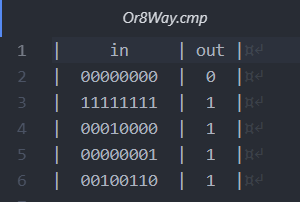 Or8Way.cmp
1 |     in     | out |¤↵
2 |  00000000  |  0  |¤↵
3 |  11111111  |  1  |¤↵
4 |  00010000  |  1  |¤↵
5 |  00000001  |  1  |¤↵
6 |  00100110  |  1  |¤↵